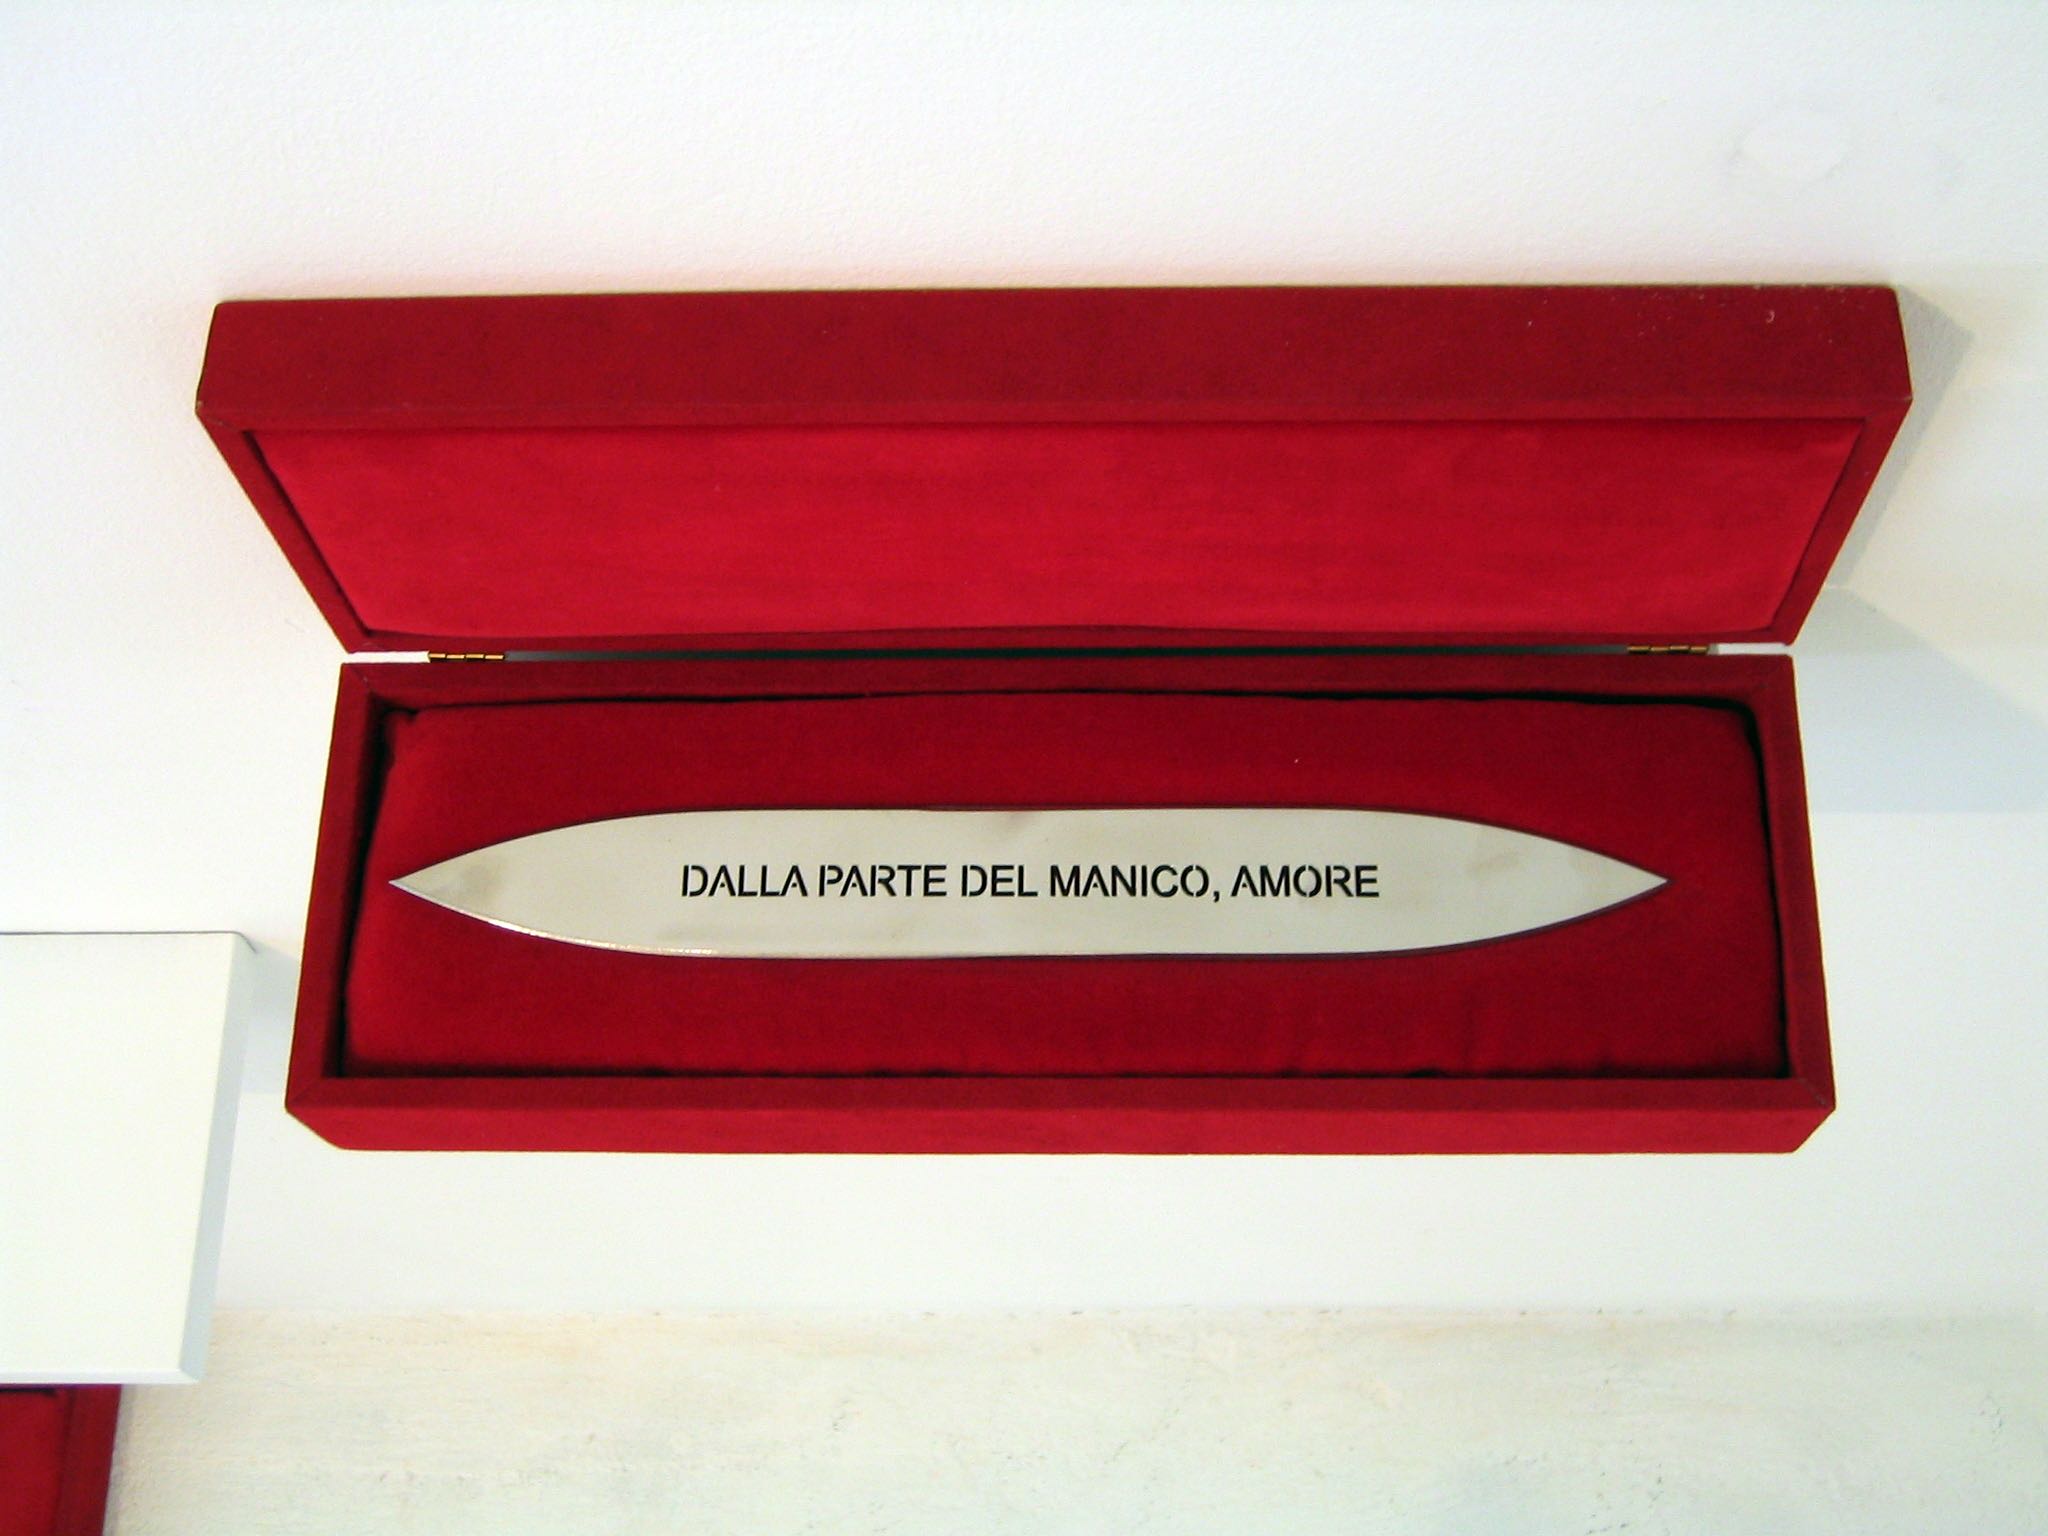 DALLA PARTE DEL MANICO, AMORE